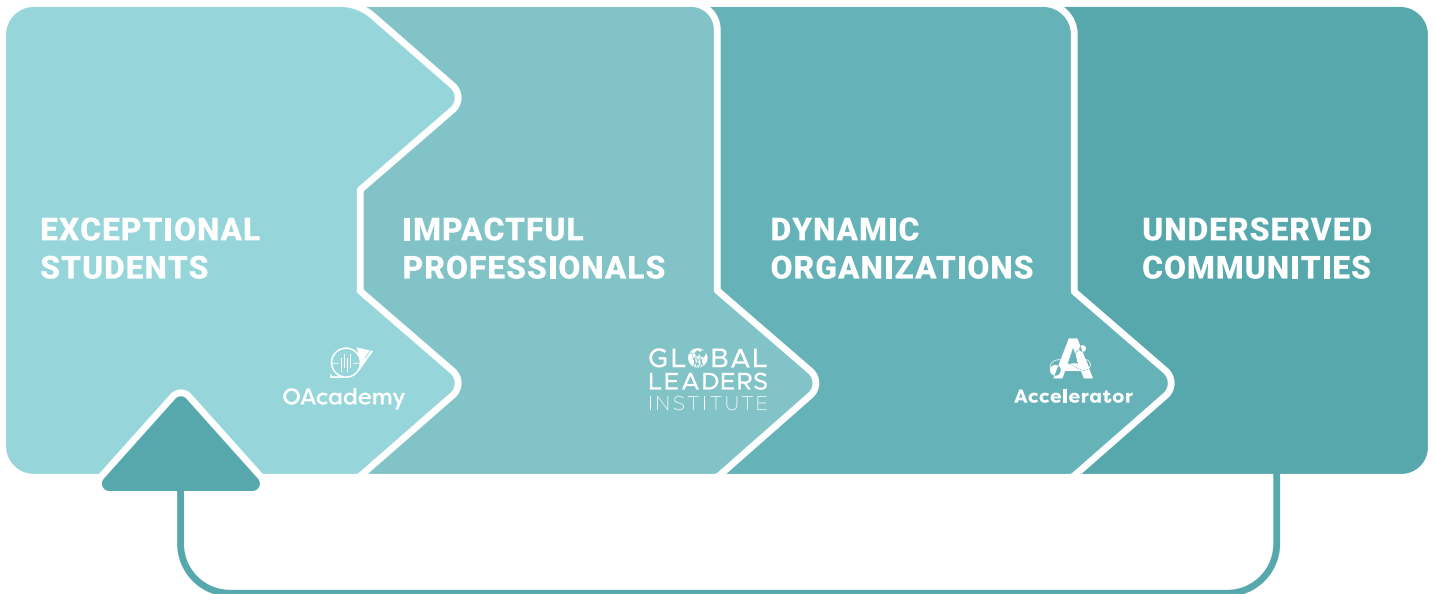 EXCEPTIONAL
STUDENTS
OAcademy
IMPACTFUL
PROFESSIONALS
GLOBAL
LEADERS
INSTITUTE
DYNAMIC
ORGANIZATIONS
Accelerator
UNDERSERVED
COMMUNITIES